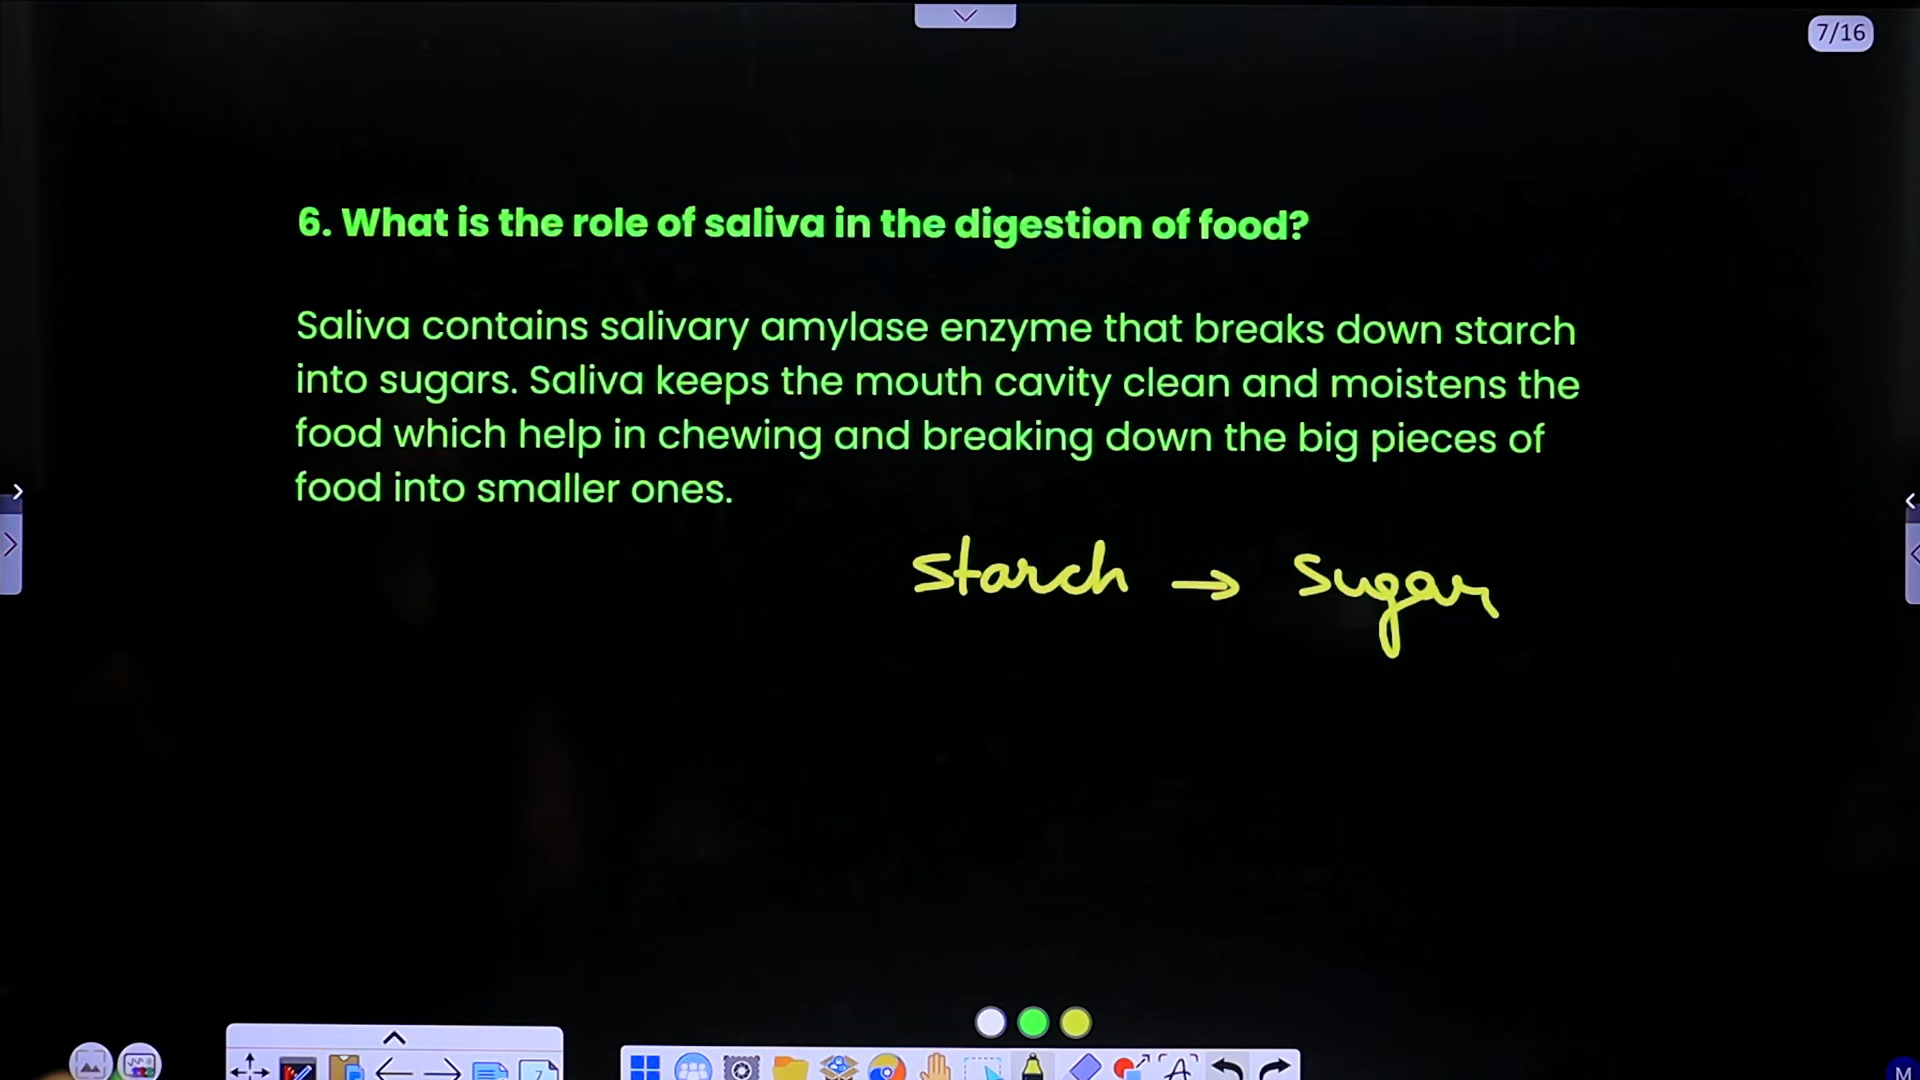 7/16
6. What is the role of saliva in the digestion of food?
Saliva contains salivary amylase enzyme that breaks down starch
into sugars. Saliva keeps the mouth cavity clean and moistens the
food which help in chewing and breaking down the big pieces of
food into smaller ones.
Starch → Sugar
7
A
M